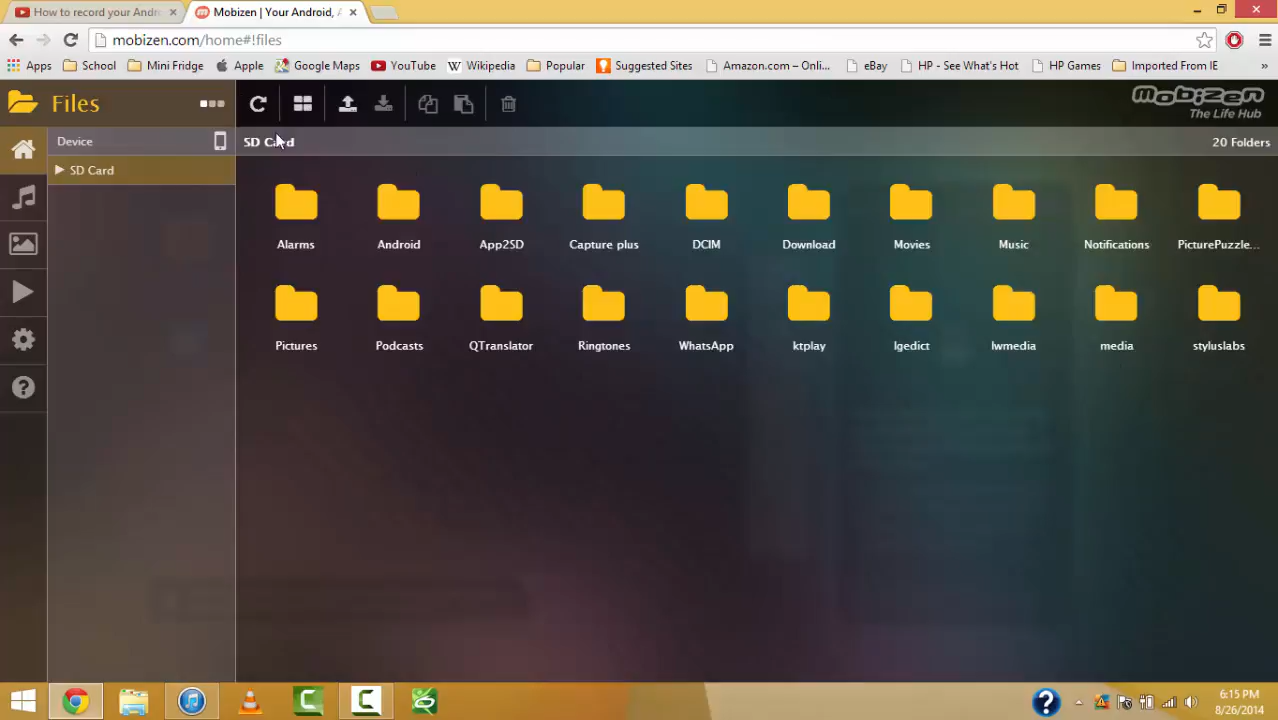 How to record your Andro
Mobizen | Your Android, A
mobizen.com/home#!files
Apps School Mini Fridge Apple Google Maps YouTube Wikipedia Popular Suggested Sites Amazon.com – Onli... eBay HP - See What's Hot HP Games Imported From IE »
Files
mobizen
The Life Hub
Device
SD Card
20 Folders
SD Card
Alarms Android App2SD Capture plus DCIM Download Movies Music Notifications PicturePuzzle...
Pictures Podcasts QTranslator Ringtones WhatsApp ktplay lgedict lwmedia media styluslabs
6:15 PM
8/26/2014